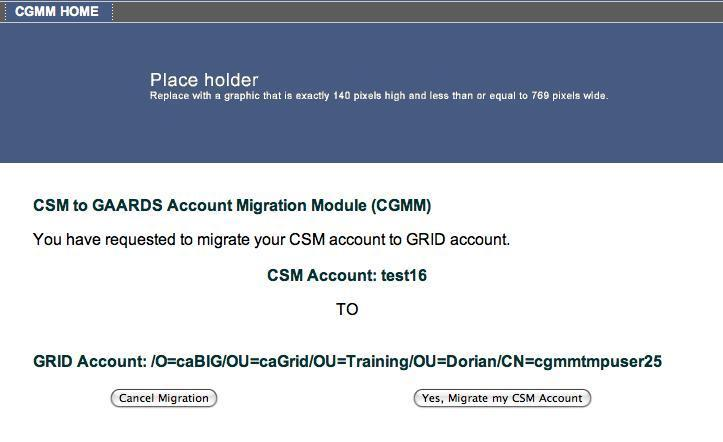 CGMM HOME
Place holder
Replace with a graphic that is exactly 140 pixels high and less than or equal to 769 pixels wide.
CSM to GAARDS Account Migration Module (CGMM)
You have requested to migrate your CSM account to GRID account.
CSM Account: test16
TO
GRID Account: /O=caBIG/OU=caGrid/OU=Training/OU=Dorian/CN=cgmmtmpuser25
Cancel Migration Yes, Migrate my CSM Account